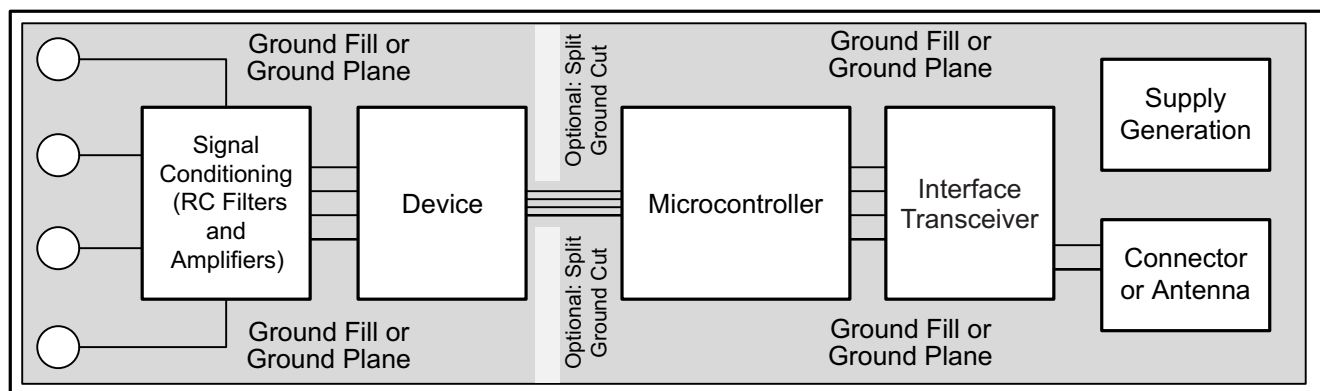 Ground Fill or
Ground Plane
Optional: Split
Ground Cut
Ground Fill or
Ground Plane
Supply
Generation
Signal
Conditioning
(RC Filters
and
Amplifiers)
Device
Microcontroller
Interface
Transceiver
Connector
or Antenna
Ground Fill or
Ground Plane
Optional: Split
Ground Cut
Ground Fill or
Ground Plane